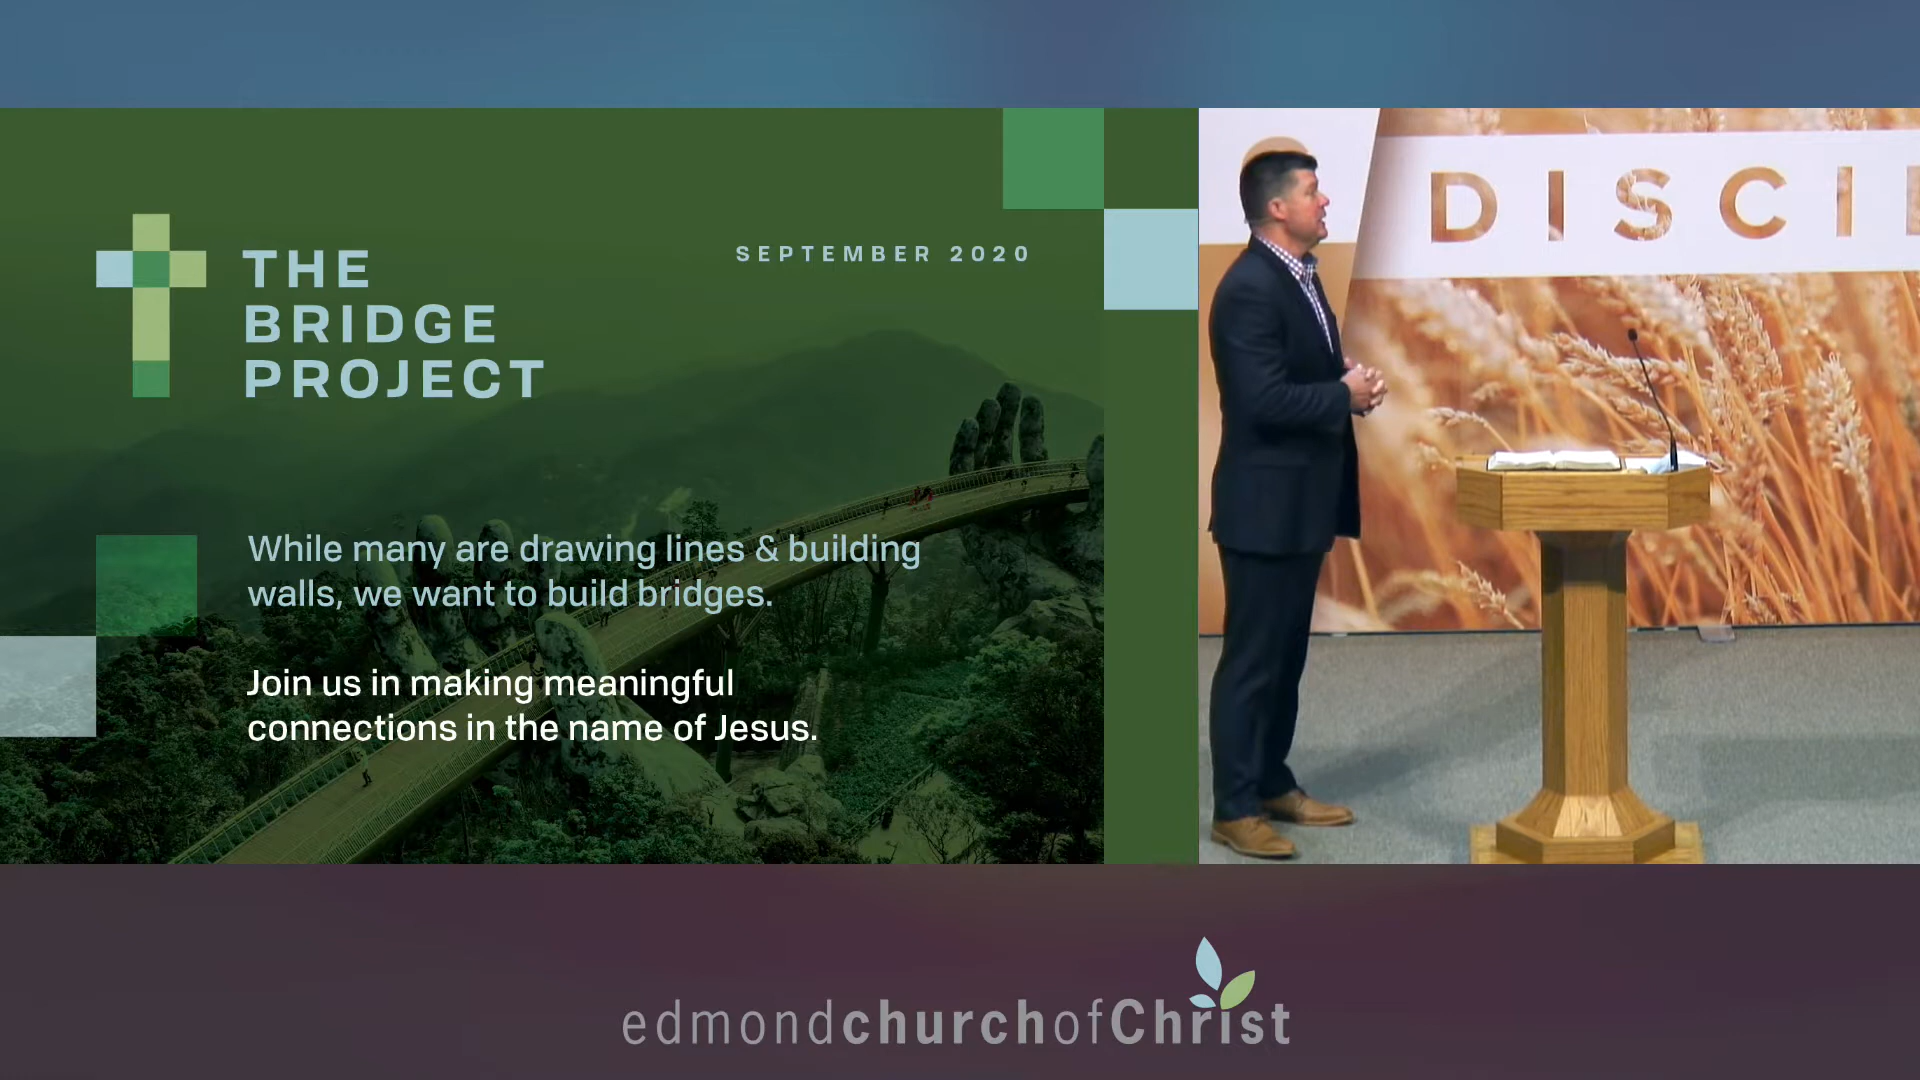 THE
BRIDGE
PROJECT
SEPTEMBER 2020
While many are drawing lines & building
walls, we want to build bridges.
Join us in making meaningful
connections in the name of Jesus.
DISCI
edmondchurchofChrist